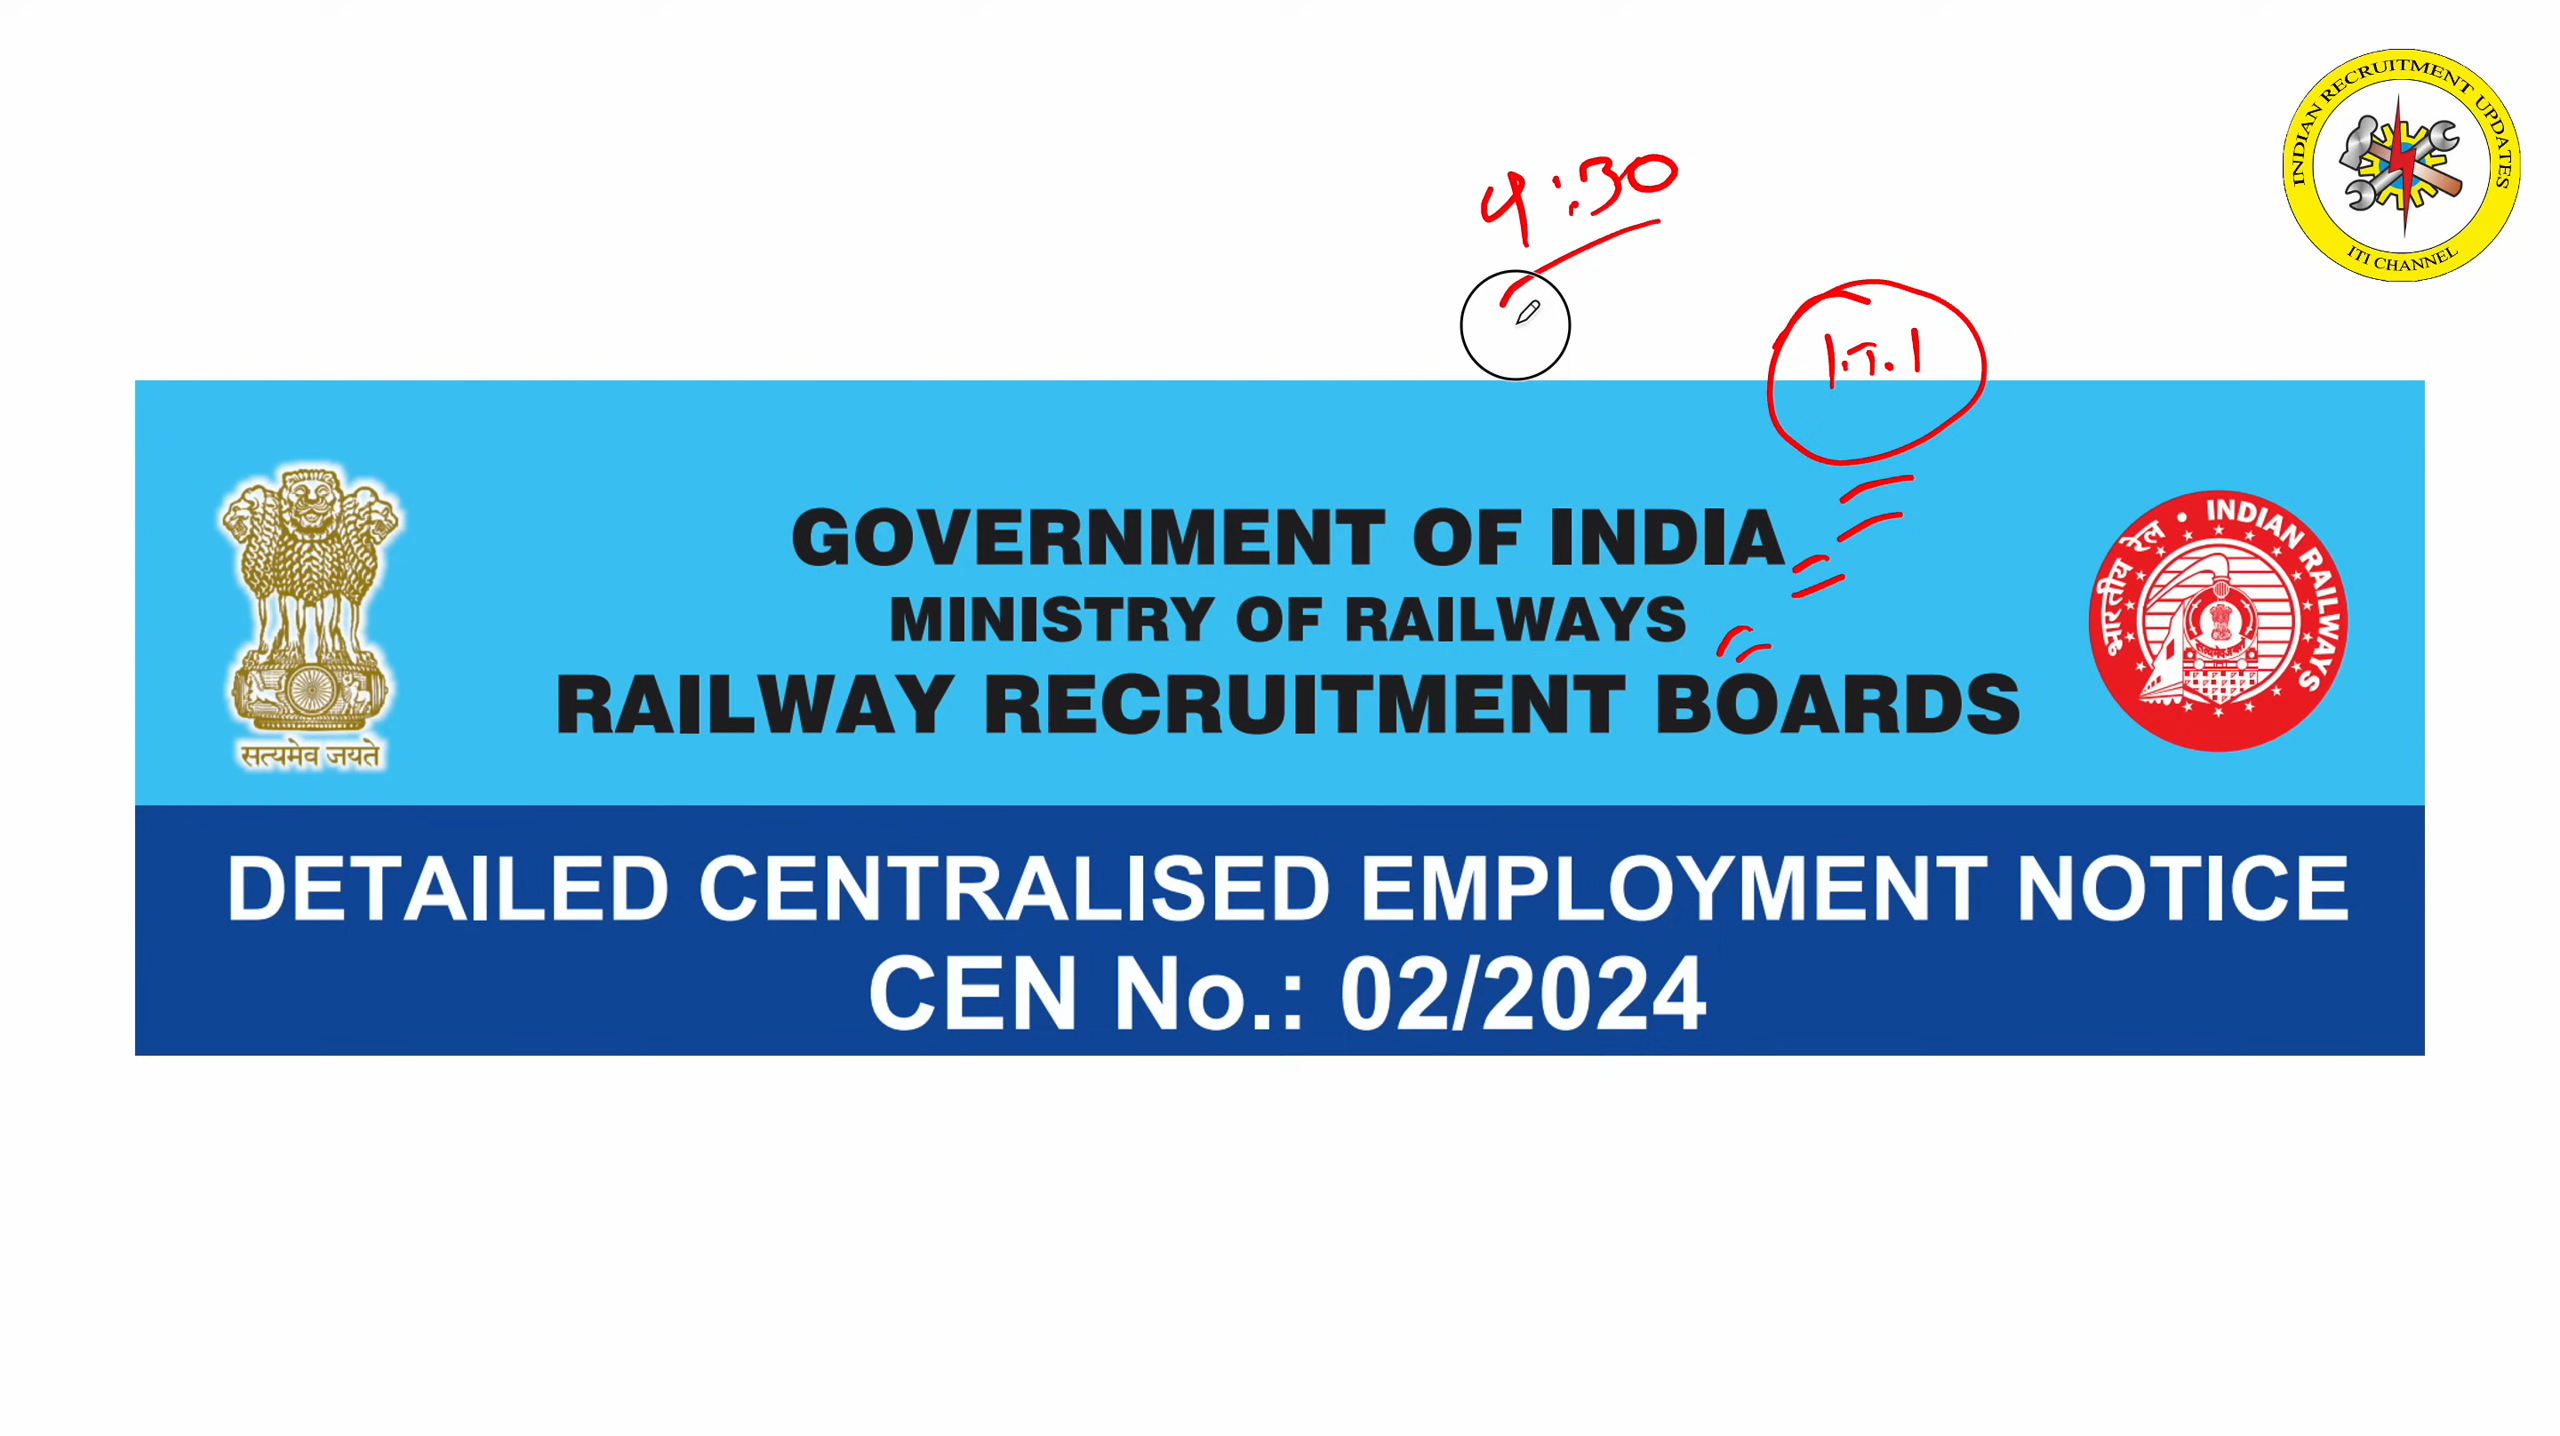 INDIAN RECRUITMENT UPDATES
ITI CHANNEL
4:30
I.T.I
GOVERNMENT OF INDIA
MINISTRY OF RAILWAYS
RAILWAY RECRUITMENT BOARDS
सत्यमेव जयते
भारतीय रेल • INDIAN RAILWAYS
DETAILED CENTRALISED EMPLOYMENT NOTICE
CEN No.: 02/2024